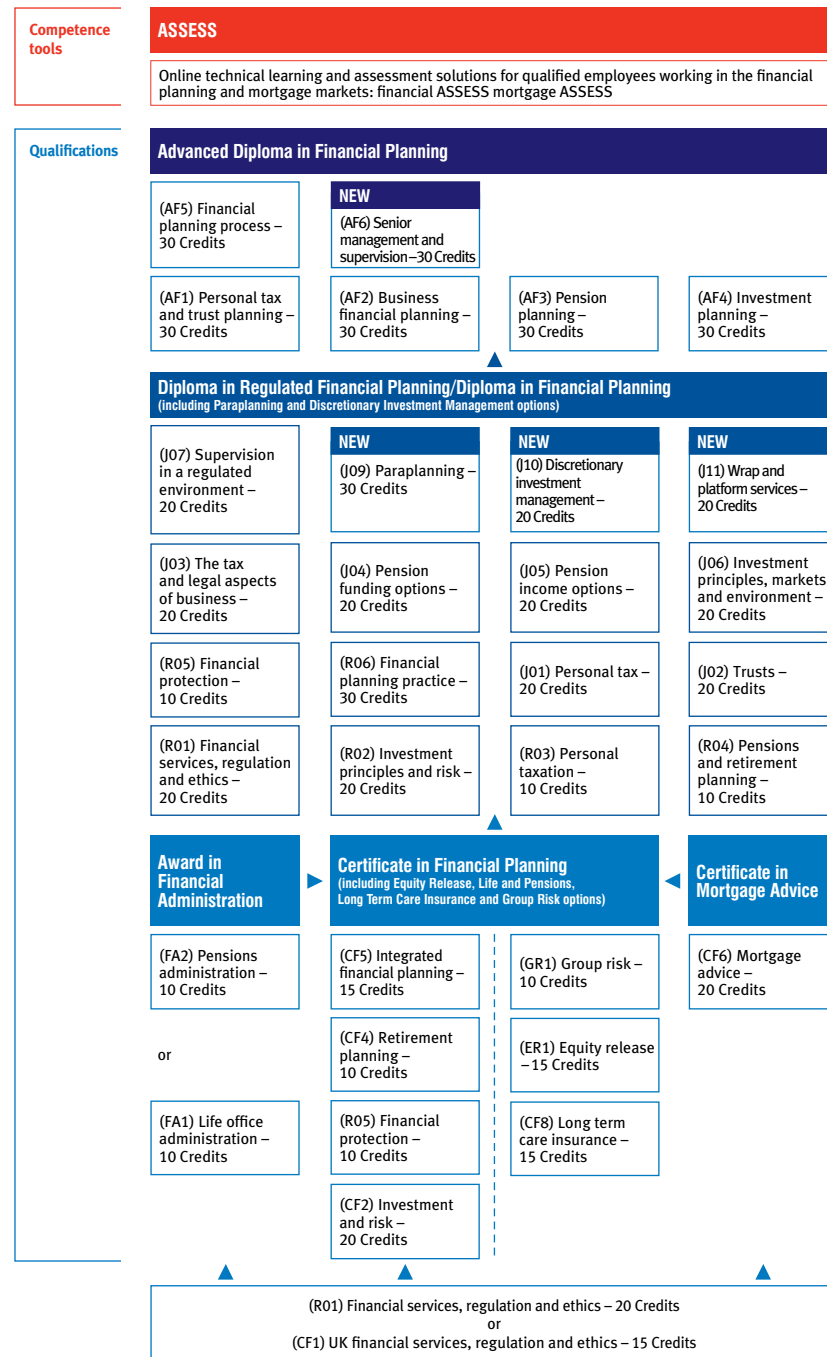 Competence
tools
ASSESS
Online technical learning and assessment solutions for qualified employees working in the financial
planning and mortgage markets: financial ASSESS mortgage ASSESS
Qualifications
Advanced Diploma in Financial Planning
(AF5) Financial
planning process –
30 Credits
NEW
(AF6) Senior
management and
supervision –30 Credits
(AF1) Personal tax
and trust planning –
30 Credits
(AF2) Business
financial planning –
30 Credits
(AF3) Pension
planning –
30 Credits
(AF4) Investment
planning –
30 Credits
Diploma in Regulated Financial Planning/Diploma in Financial Planning
(including Paraplanning and Discretionary Investment Management options)
(J07) Supervision
in a regulated
environment –
20 Credits
NEW
(J09) Paraplanning –
30 Credits
NEW
(J10) Discretionary
investment
management –
20 Credits
NEW
(J11) Wrap and
platform services –
20 Credits
(J03) The tax
and legal aspects
of business –
20 Credits
(J04) Pension
funding options –
20 Credits
(J05) Pension
income options –
20 Credits
(J06) Investment
principles, markets
and environment –
20 Credits
(R05) Financial
protection –
10 Credits
(R06) Financial
planning practice –
30 Credits
(J01) Personal tax –
20 Credits
(J02) Trusts –
20 Credits
(R01) Financial
services, regulation
and ethics –
20 Credits
(R02) Investment
principles and risk –
20 Credits
(R03) Personal
taxation –
10 Credits
(R04) Pensions
and retirement
planning –
10 Credits
Award in
Financial
Administration
Certificate in Financial Planning
(including Equity Release, Life and Pensions,
Long Term Care Insurance and Group Risk options)
Certificate in
Mortgage Advice
(FA2) Pensions
administration –
10 Credits
(CF5) Integrated
financial planning –
15 Credits
(GR1) Group risk –
10 Credits
(CF6) Mortgage
advice –
20 Credits
or
(CF4) Retirement
planning –
10 Credits
(ER1) Equity release
–15 Credits
(FA1) Life office
administration –
10 Credits
(R05) Financial
protection –
10 Credits
(CF8) Long term
care insurance –
15 Credits
(CF2) Investment
and risk –
20 Credits
(R01) Financial services, regulation and ethics – 20 Credits
or
(CF1) UK financial services, regulation and ethics – 15 Credits